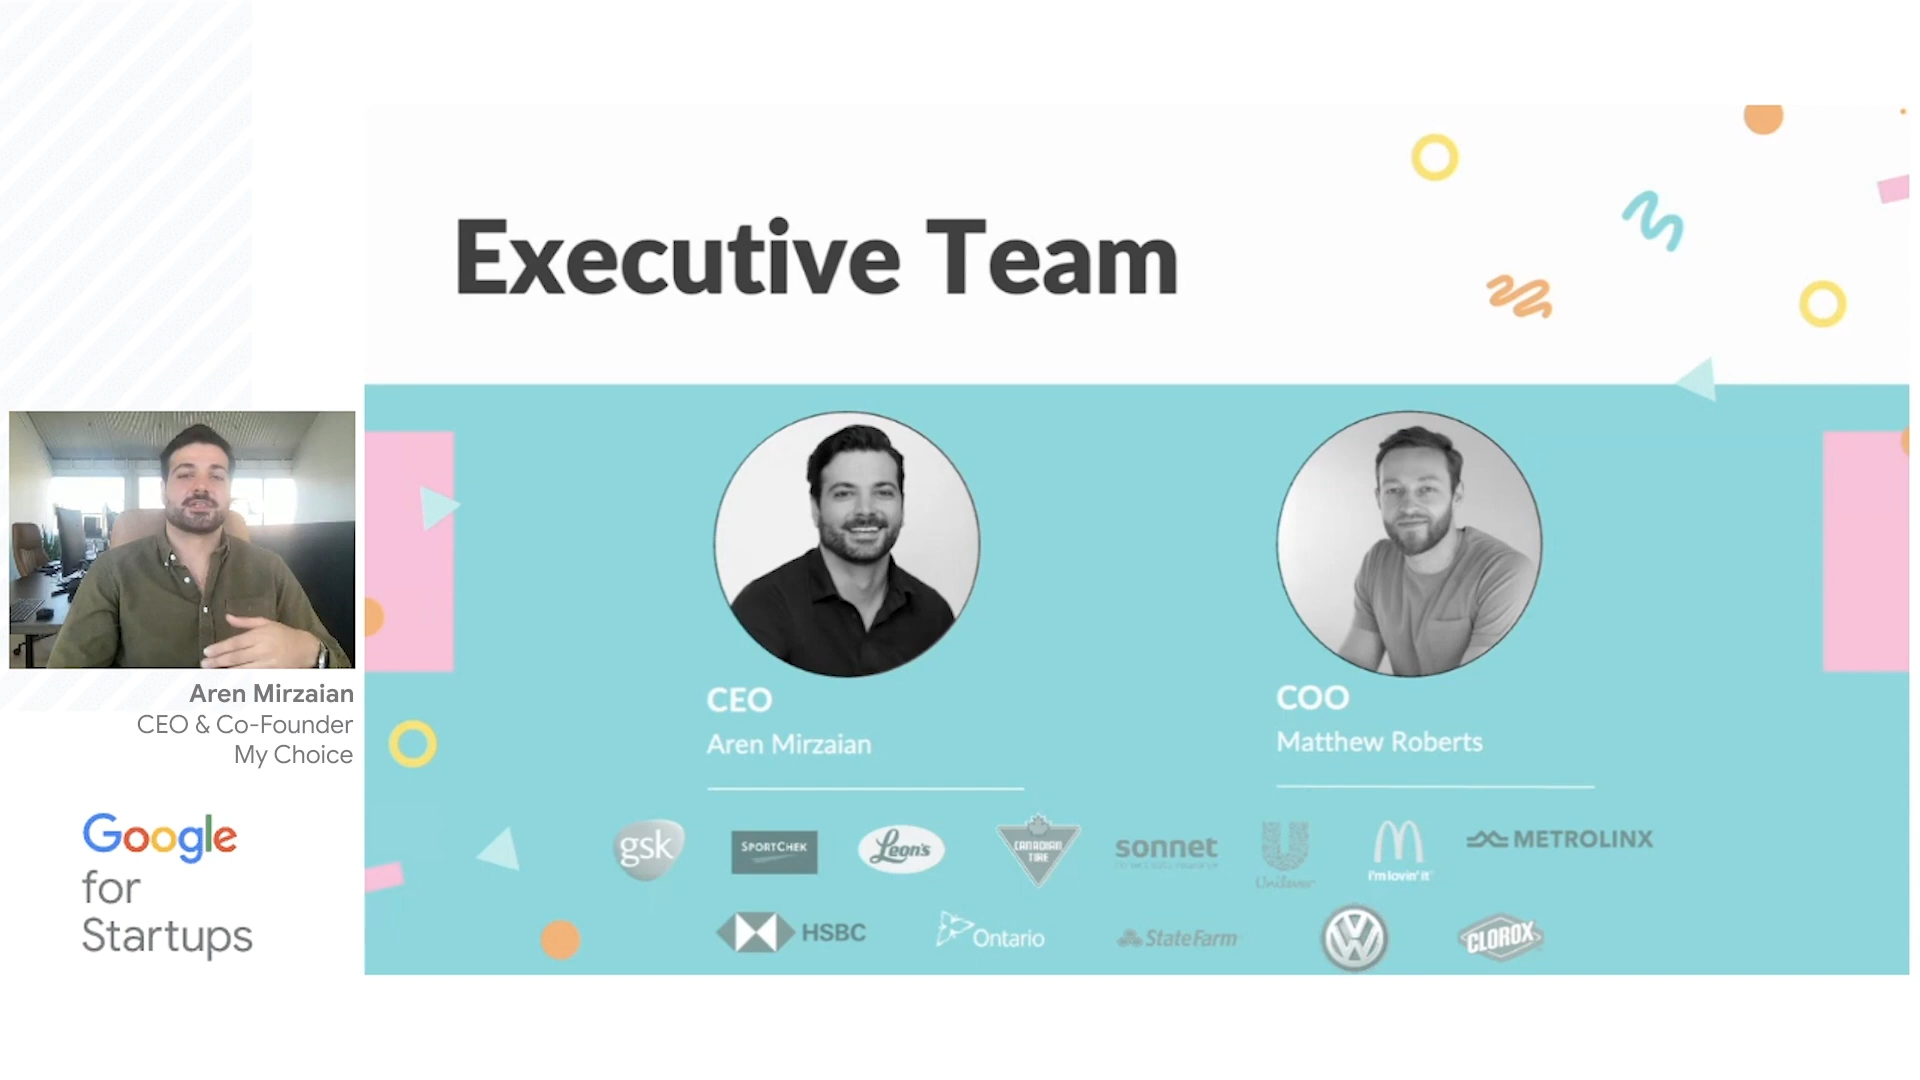 Executive Team
Aren Mirzaian
CEO & Co-Founder
My Choice
Google
for
Startups
CEO
Aren Mirzaian
COO
Matthew Roberts
gsk
SPORTCHEK
Leon's
CANADIAN
TIRE
sonnet
Unilever
i'm lovin' it
METROLINX
HSBC
Ontario
StateFarm
CLOROX